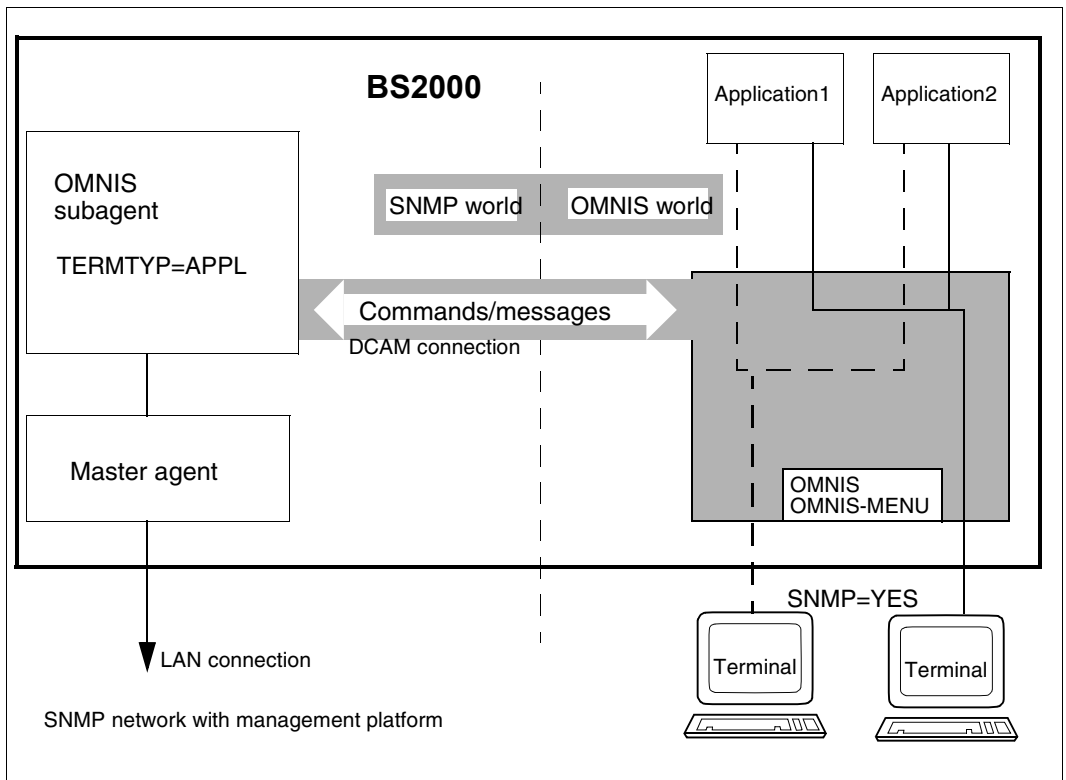 BS2000
Application1
Application2
OMNIS
subagent
TERMTYP=APPL
SNMP world
OMNIS world
Commands/messages
DCAM connection
Master agent
OMNIS
OMNIS-MENU
SNMP=YES
LAN connection
Terminal
Terminal
SNMP network with management platform